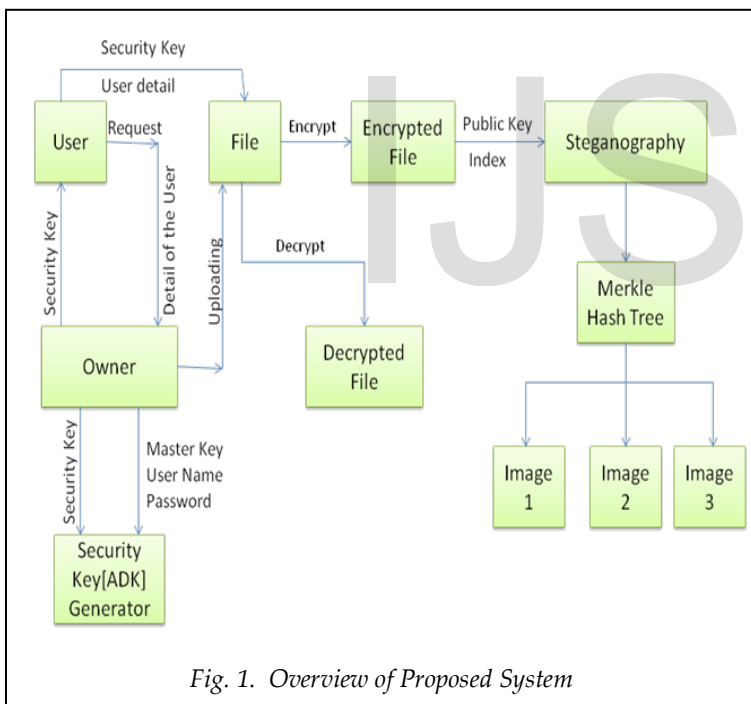 Security Key
User detail
User
Request
File
Encrypt
Encrypted
File
Public Key
Index
Steganography
Security Key
Detail of the User
Uploading
Decrypt
Merkle
Hash Tree
Owner
Decrypted
File
Security Key
Master Key
User Name
Password
Image
1
Image
2
Image
3
Security
Key[ADK]
Generator
IJS
Fig. 1. Overview of Proposed System